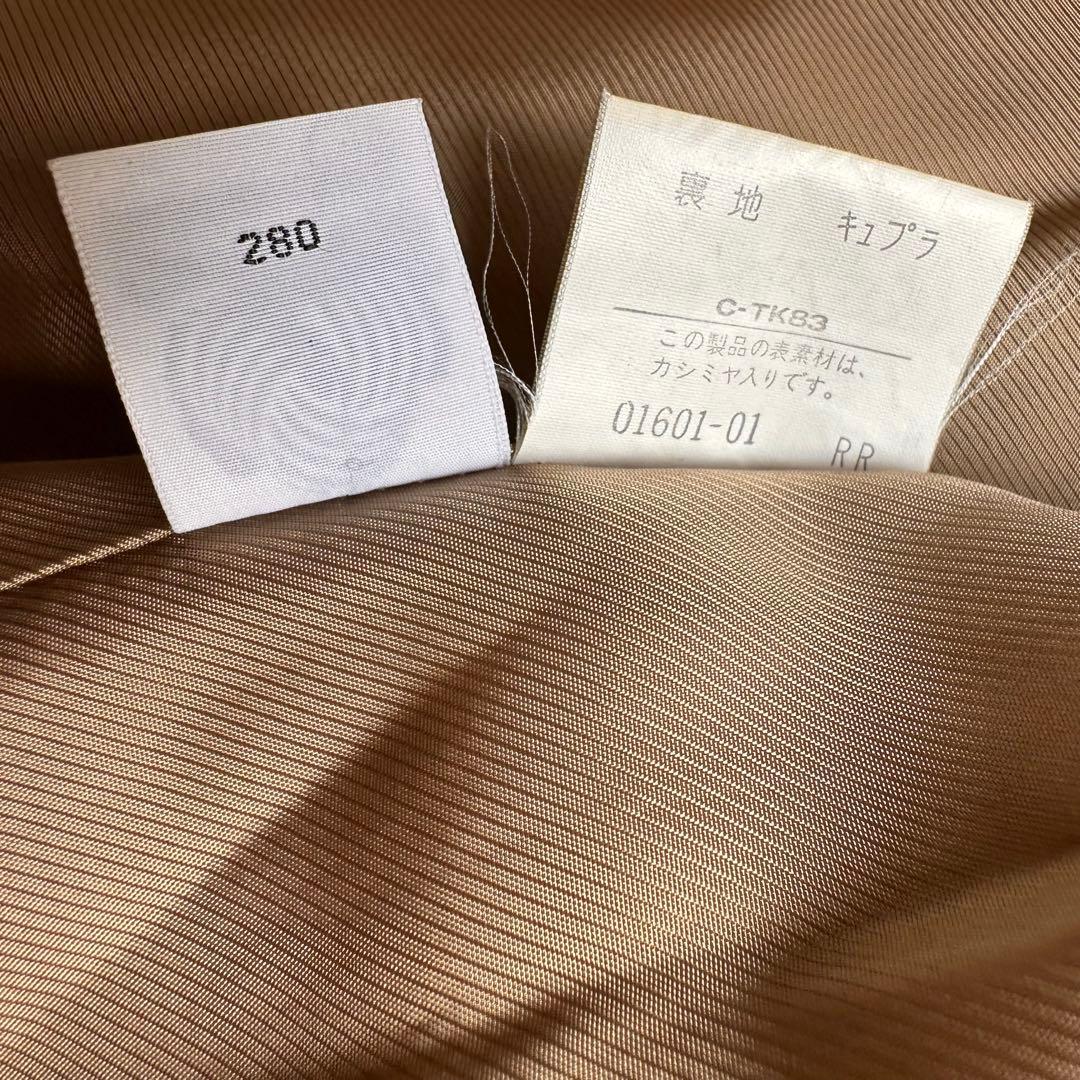 280
裏地 キュプラ
C-TK83
この製品の表素材は、
カシミヤ入りです。
01601-01 RR